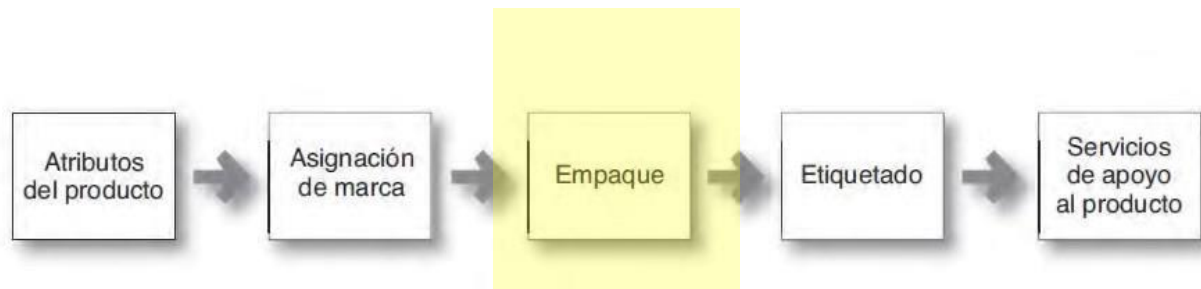 Atributos
del producto
Asignación
de marca
Empaque
Etiquetado
Servicios
de apoyo
al producto